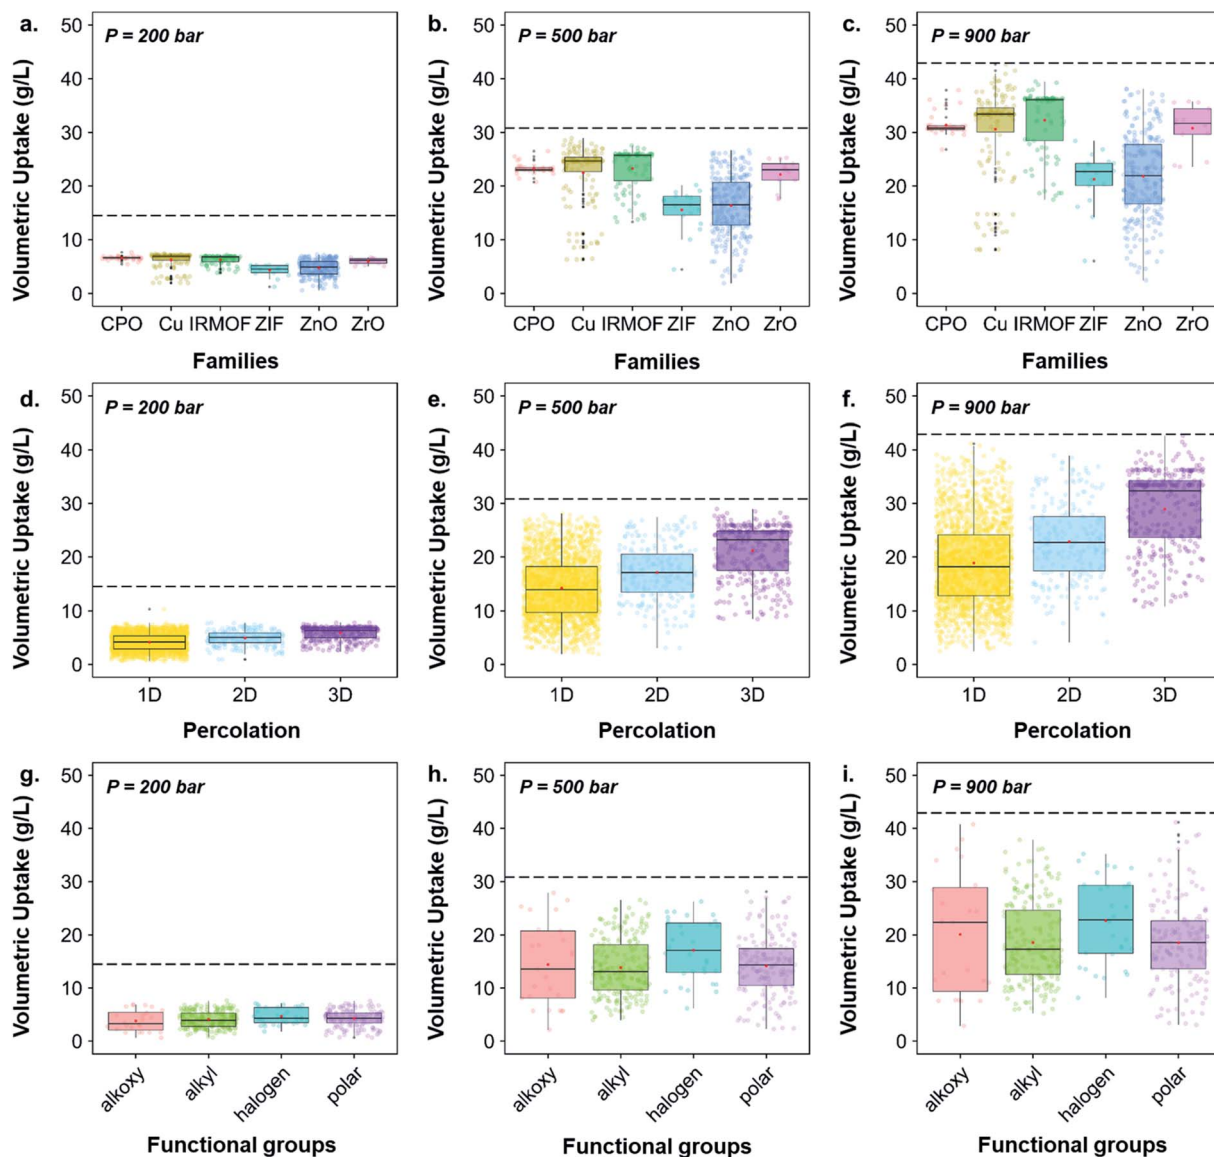 a.
P = 200 bar
Volumetric Uptake (g/L)
50
40
30
20
10
0
CPO Cu IRMOF ZIF ZnO ZrO
Families
b.
P = 500 bar
Volumetric Uptake (g/L)
50
40
30
20
10
0
CPO Cu IRMOF ZIF ZnO ZrO
Families
c.
P = 900 bar
Volumetric Uptake (g/L)
50
40
30
20
10
0
CPO Cu IRMOF ZIF ZnO ZrO
Families
d.
P = 200 bar
Volumetric Uptake (g/L)
50
40
30
20
10
0
1D 2D 3D
Percolation
e.
P = 500 bar
Volumetric Uptake (g/L)
50
40
30
20
10
0
1D 2D 3D
Percolation
f.
P = 900 bar
Volumetric Uptake (g/L)
50
40
30
20
10
0
1D 2D 3D
Percolation
g.
P = 200 bar
Volumetric Uptake (g/L)
50
40
30
20
10
0
alkoxy alkyl halogen polar
Functional groups
h.
P = 500 bar
Volumetric Uptake (g/L)
50
40
30
20
10
0
alkoxy alkyl halogen polar
Functional groups
i.
P = 900 bar
Volumetric Uptake (g/L)
50
40
30
20
10
0
alkoxy alkyl halogen polar
Functional groups